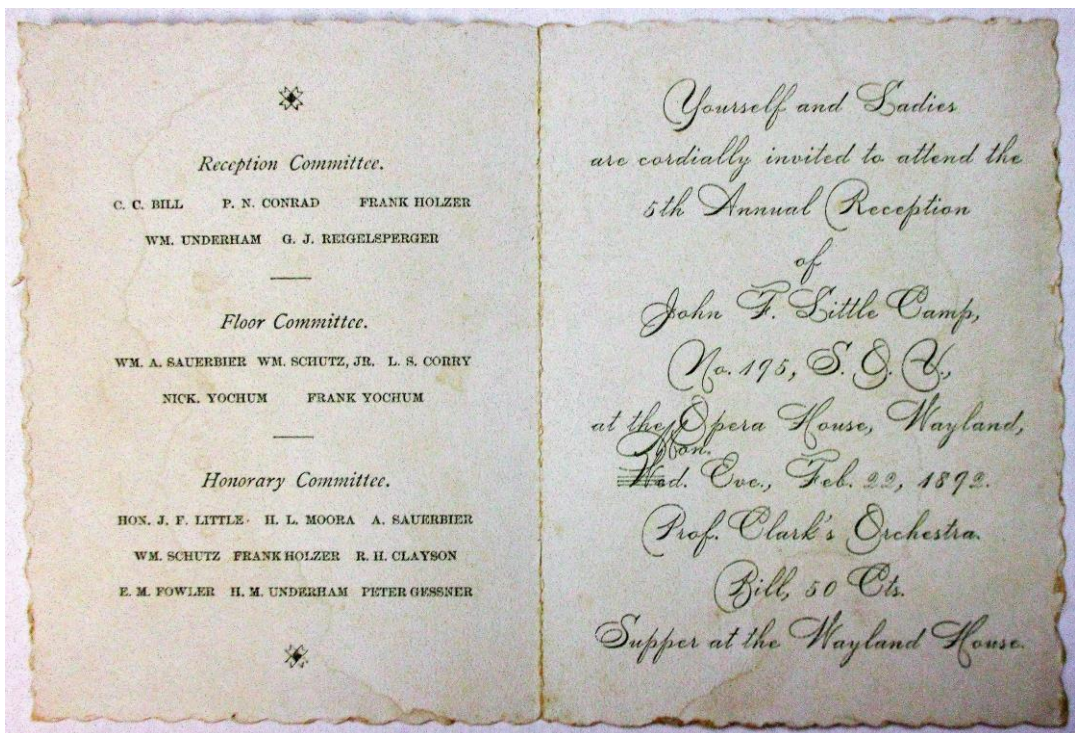 Reception Committee.
C. C. BILL P. N. CONRAD FRANK HOLZER
WM. UNDERHAM G. J. REIGELSPERGER
Floor Committee.
WM. A. SAUERBIER WM. SCHUTZ, JR. L. S. CORRY
NICK. YOCHUM FRANK YOCHUM
Honorary Committee.
HON. J. F. LITTLE H. L. MOORA A. SAUERBIER
WM. SCHUTZ FRANK HOLZER R. H. CLAYSON
E. M. FOWLER H. M. UNDERHAM PETER GESSNER
Yourself and Ladies
are cordially invited to attend the
5th Annual Reception
of
John F. Little Camp,
No. 195, S. O. V.,
at the Opera House, Wayland,
Mon.
Wed. Eve., Feb. 22, 1892.
Prof. Clark's Orchestra.
Bill, 50 Cts.
Supper at the Wayland House.